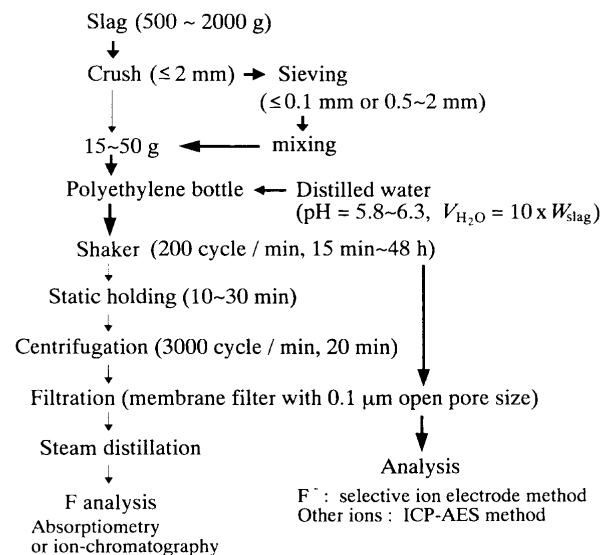 Slag (500 ~ 2000 g)
Crush (≤ 2 mm) → Sieving
(≤0.1 mm or 0.5~2 mm)
15~50 g ← mixing
Polyethylene bottle ← Distilled water
(pH = 5.8~6.3, V_H₂O = 10 x W_slag)
Shaker (200 cycle / min, 15 min~48 h)
Static holding (10~30 min)
Centrifugation (3000 cycle / min, 20 min)
Filtration (membrane filter with 0.1 μm open pore size)
Steam distillation
Analysis
F⁻ : selective ion electrode method
Other ions : ICP-AES method
F analysis
Absorptiometry
or ion-chromatography